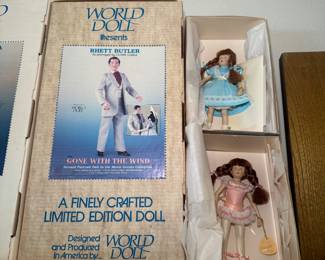 WORLD
DOLL
Presents
RHETT BUTLER
GONE WITH THE WIND
A FINELY CRAFTED
LIMITED EDITION DOLL
Designed
and Produced
in America by...
WORLD
DOLL